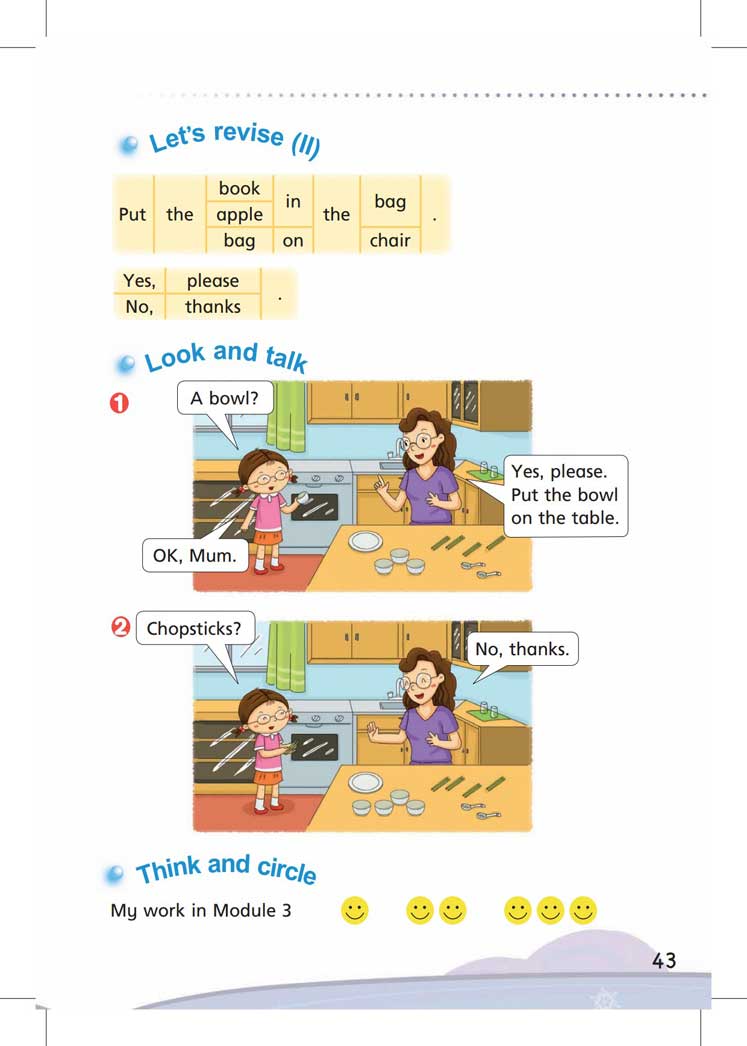 Let's revise (II)
book
apple
bag
Put the in the bag .
on chair
Yes, please
No, thanks .
Look and talk
1
A bowl?
Yes, please.
Put the bowl
on the table.
OK, Mum.
2
Chopsticks?
No, thanks.
Think and circle
My work in Module 3
43